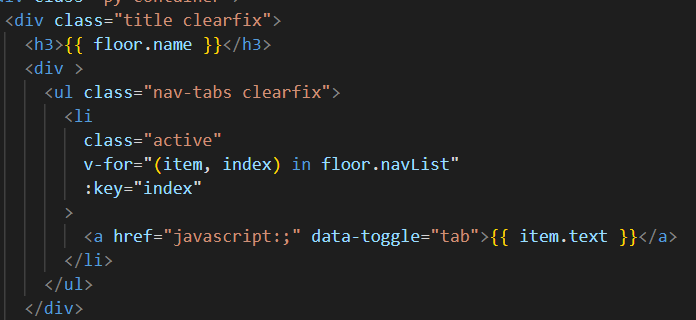 <div class="title clearfix">
<h3>{{ floor.name }}</h3>
<div >
<ul class="nav-tabs clearfix">
<li
class="active"
v-for="(item, index) in floor.navList"
:key="index"
>
<a href="javascript:;" data-toggle="tab">{{ item.text }}</a>
</li>
</ul>
</div>